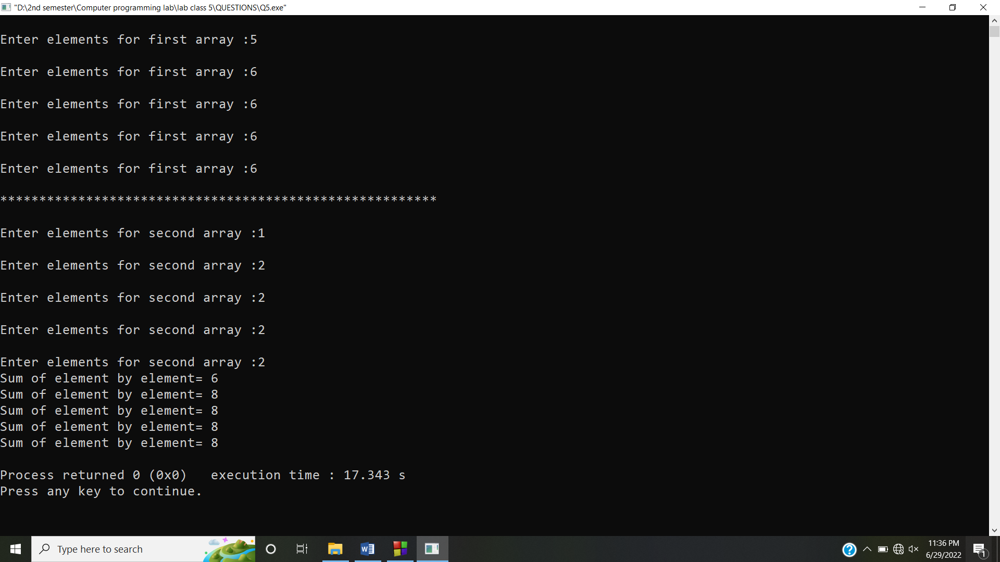 "D:\2nd semester\Computer programming lab\lab class 5\QUESTIONS\Q5.exe"
Enter elements for first array :5
Enter elements for first array :6
Enter elements for first array :6
Enter elements for first array :6
Enter elements for first array :6
********************************************************
Enter elements for second array :1
Enter elements for second array :2
Enter elements for second array :2
Enter elements for second array :2
Enter elements for second array :2
Sum of element by element= 6
Sum of element by element= 8
Sum of element by element= 8
Sum of element by element= 8
Sum of element by element= 8
Process returned 0 (0x0)   execution time : 17.343 s
Press any key to continue.
Type here to search
11:36 PM
6/29/2022
1